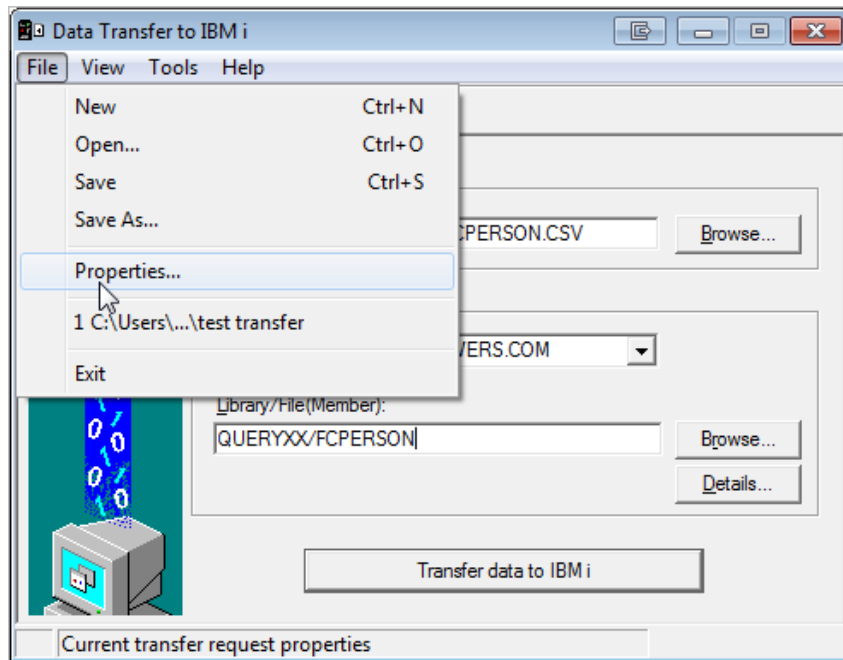 Data Transfer to IBM i
File View Tools Help
New Ctrl+N
Open... Ctrl+O
Save Ctrl+S
Save As...
CPERSON.CSV Browse...
Properties...
1 C:\Users\...\test transfer
VERS.COM
Exit
Library/File(Member):
QUERYXX/FCPERSON Browse...
Details...
Transfer data to IBM i
Current transfer request properties